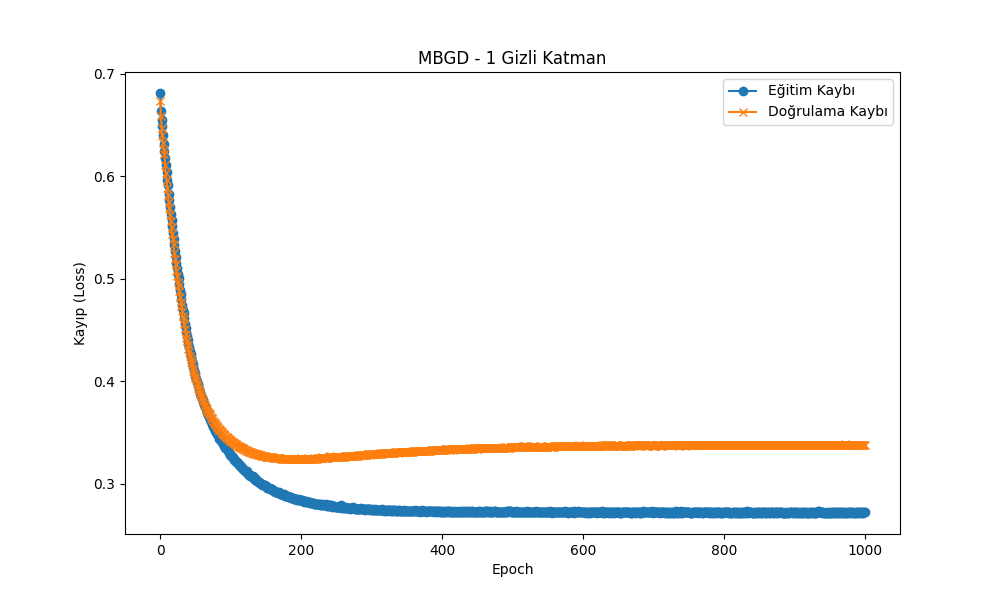 MBGD - 1 Gizli Katman
Eğitim Kaybı
Doğrulama Kaybı
Kayıp (Loss)
0.7
0.6
0.5
0.4
0.3
0
200
400
600
800
1000
Epoch